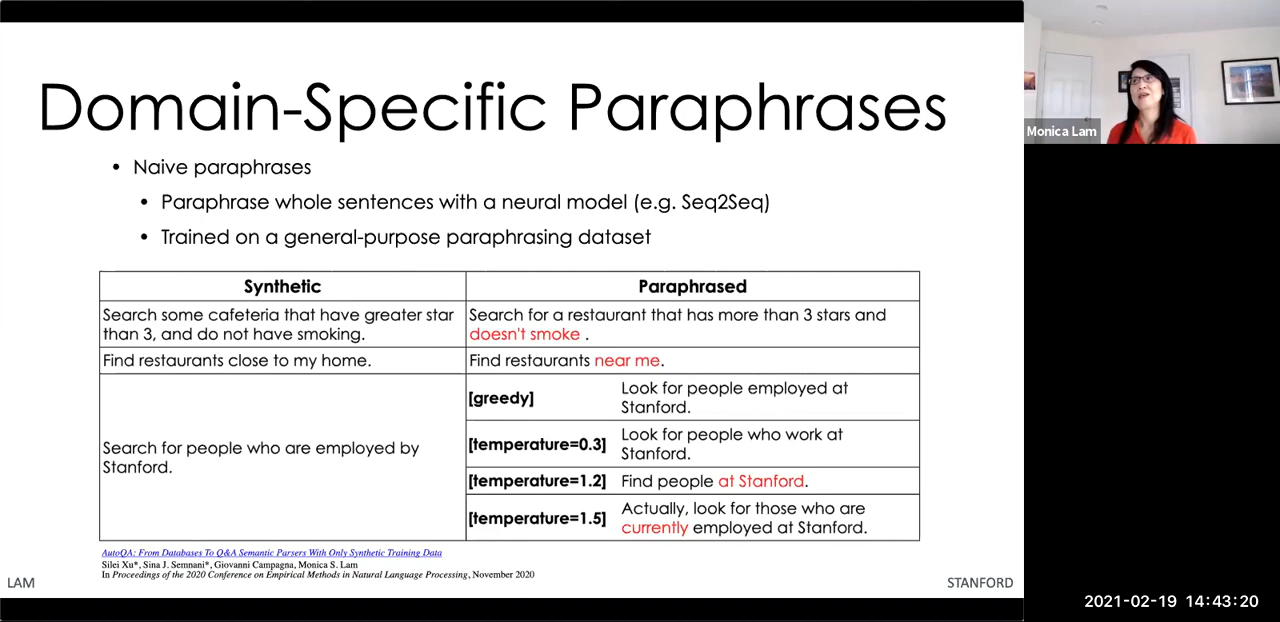 Domain-Specific Paraphrases
• Naive paraphrases
• Paraphrase whole sentences with a neural model (e.g. Seq2Seq)
• Trained on a general-purpose paraphrasing dataset
Synthetic
Paraphrased
Search some cafeteria that have greater star
than 3, and do not have smoking.
Search for a restaurant that has more than 3 stars and
doesn't smoke .
Find restaurants close to my home.
Find restaurants near me.
Search for people who are employed by
Stanford.
[greedy]
Look for people employed at
Stanford.
[temperature=0.3]
Look for people who work at
Stanford.
[temperature=1.2]
Find people at Stanford.
[temperature=1.5]
Actually, look for those who are
currently employed at Stanford.
AutoQA: From Databases To Q&A Semantic Parsers With Only Synthetic Training Data
Silei Xu*, Sina J. Semnani*, Giovanni Campagna, Monica S. Lam
In Proceedings of the 2020 Conference on Empirical Methods in Natural Language Processing, November 2020
LAM
STANFORD
Monica Lam
2021-02-19 14:43:20